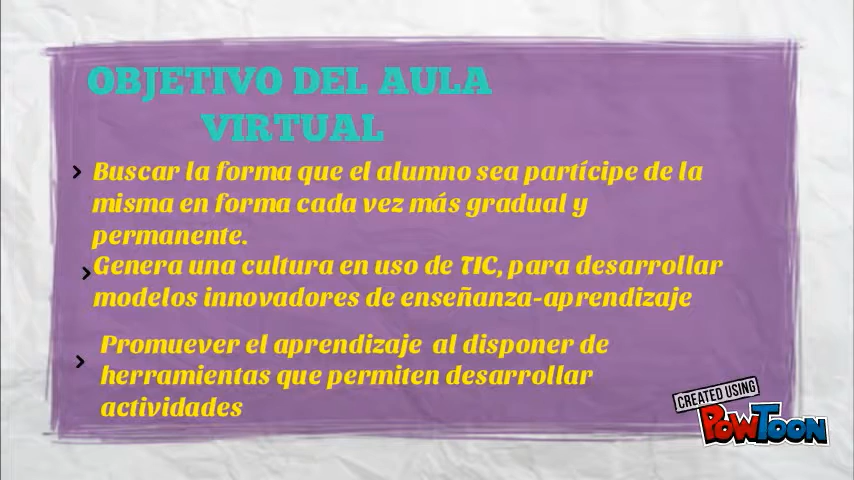 OBJETIVO DEL AULA
VIRTUAL
Buscar la forma que el alumno sea partícipe de la
misma en forma cada vez más gradual y
permanente.
Genera una cultura en uso de TIC, para desarrollar
modelos innovadores de enseñanza-aprendizaje
Promuever el aprendizaje al disponer de
herramientas que permiten desarrollar
actividades
CREATED USING
POWTOON